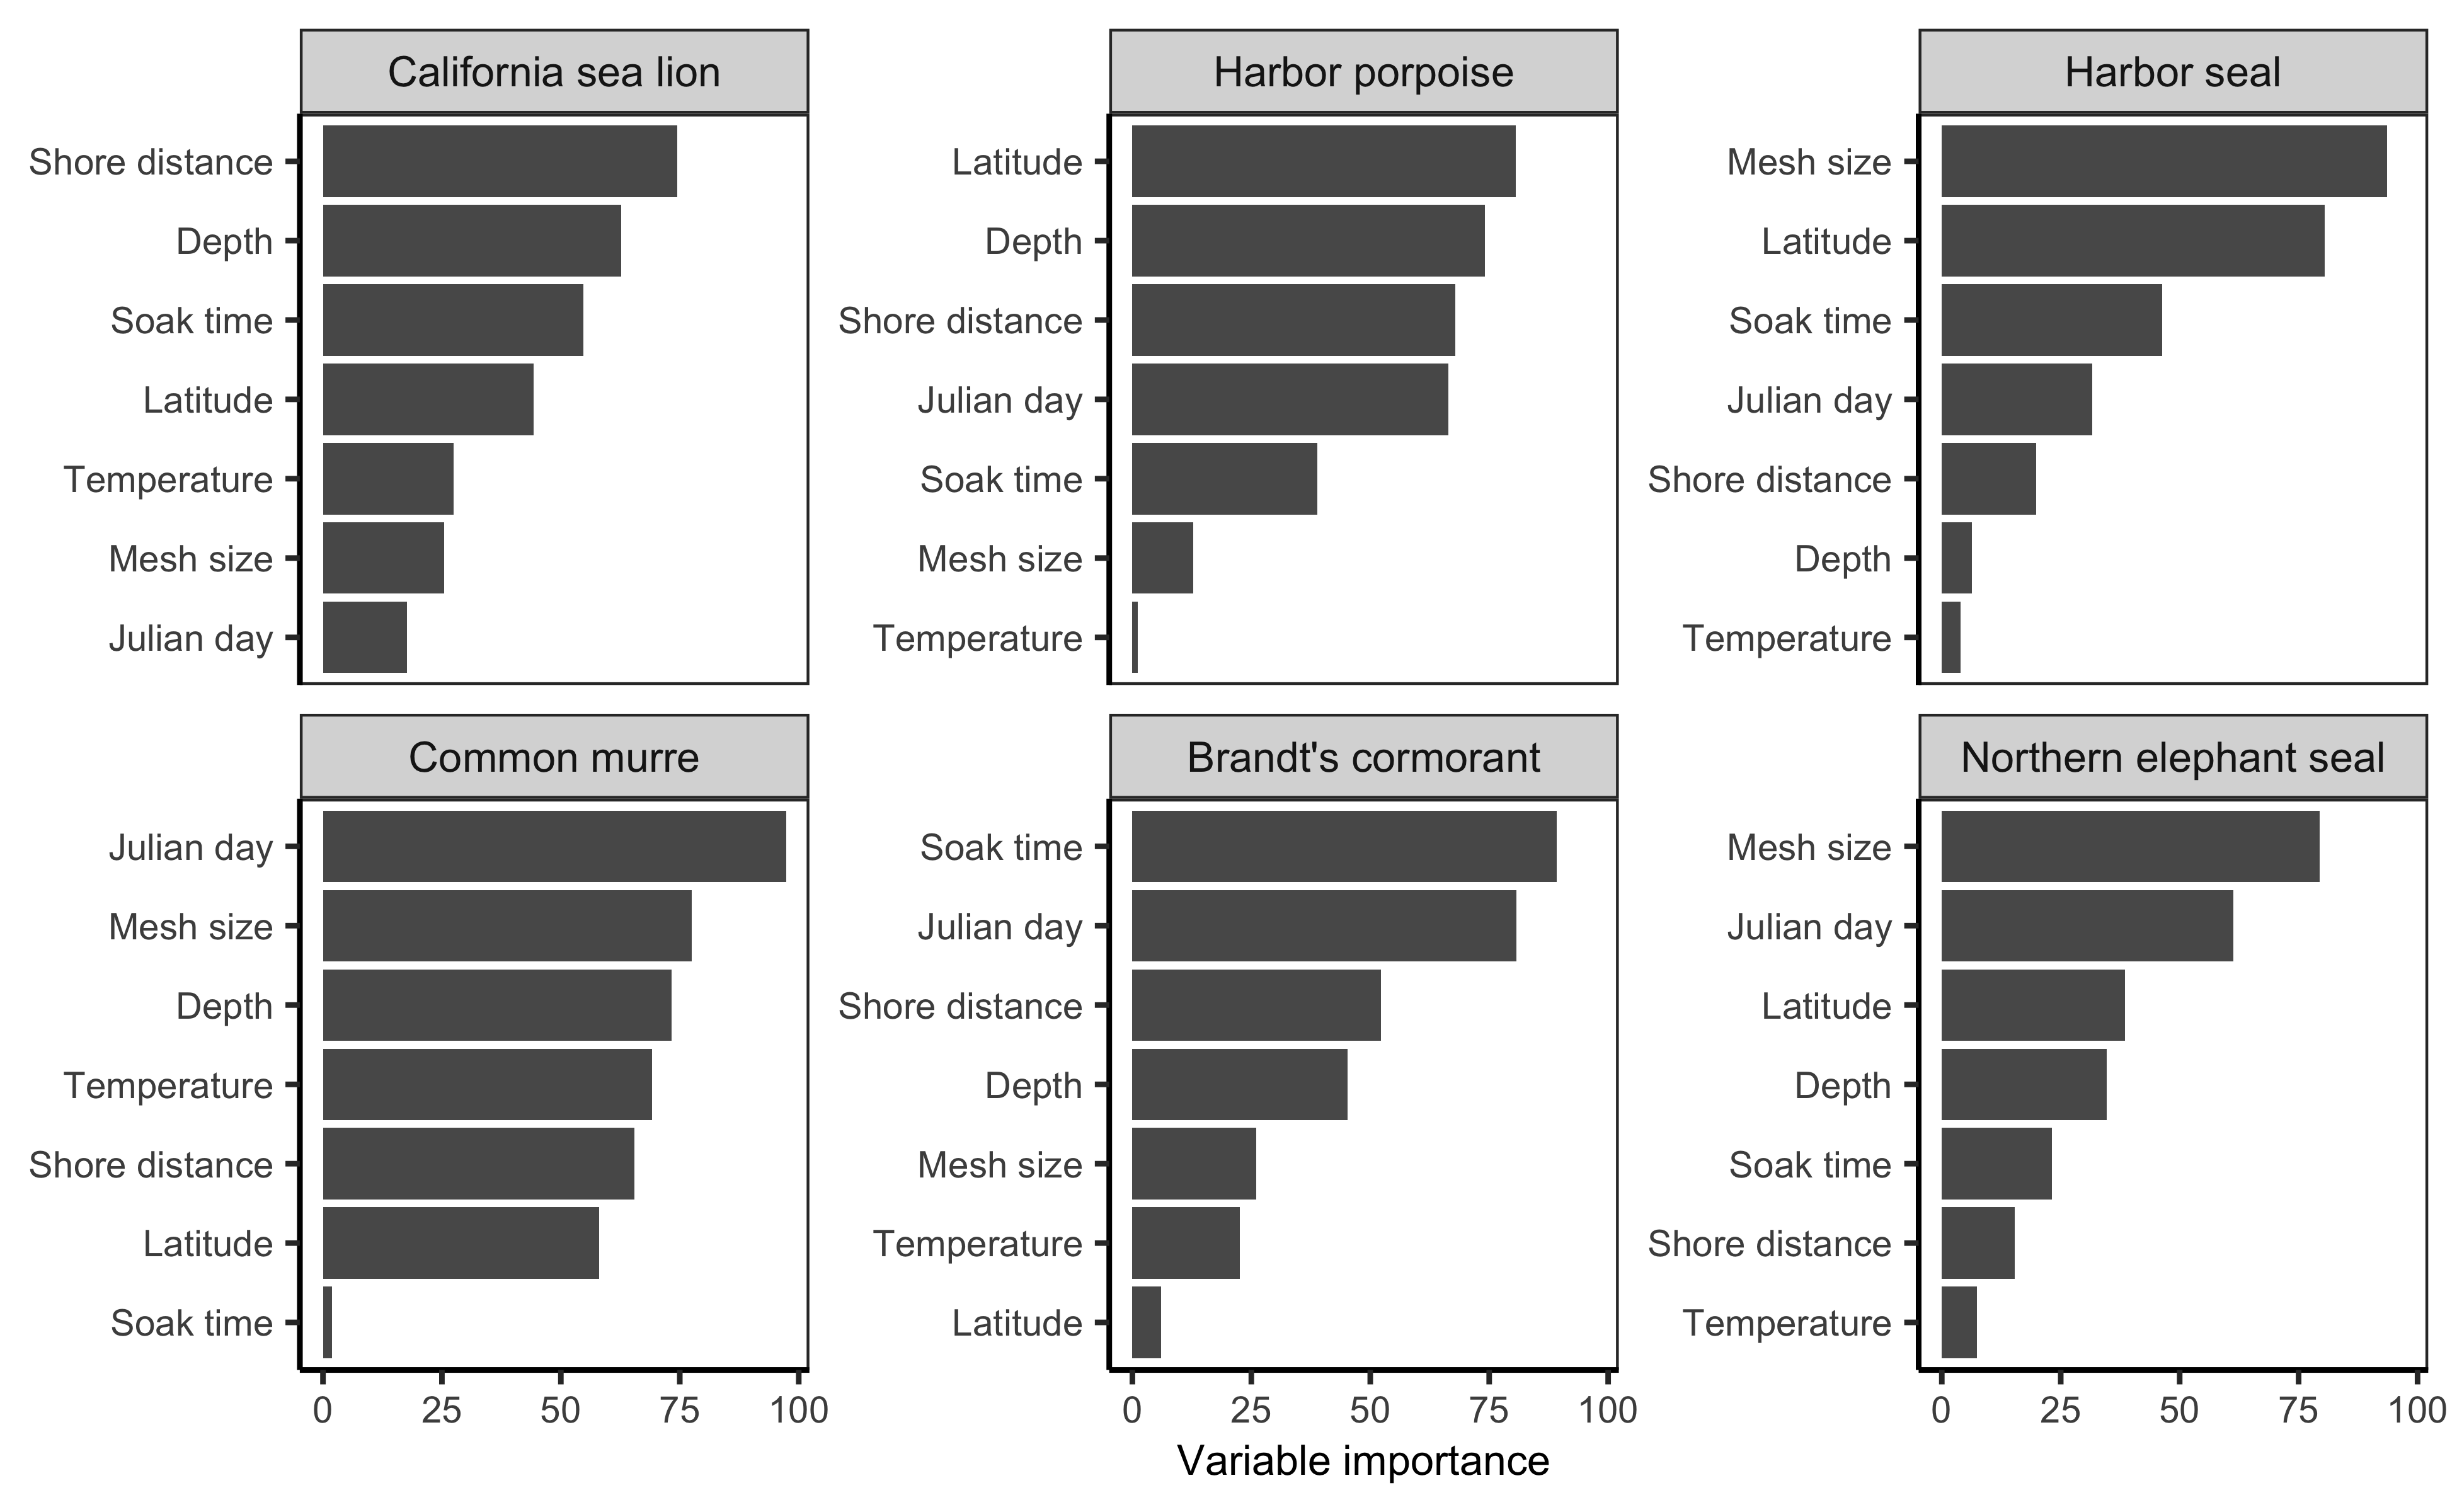 California sea lion
Shore distance
Depth
Soak time
Latitude
Temperature
Mesh size
Julian day
Harbor porpoise
Latitude
Depth
Shore distance
Julian day
Soak time
Mesh size
Temperature
Harbor seal
Mesh size
Latitude
Soak time
Julian day
Shore distance
Depth
Temperature
Common murre
Julian day
Mesh size
Depth
Temperature
Shore distance
Latitude
Soak time
0 25 50 75 100
Brandt's cormorant
Soak time
Julian day
Shore distance
Depth
Mesh size
Temperature
Latitude
0 25 50 75 100
Northern elephant seal
Mesh size
Julian day
Latitude
Depth
Soak time
Shore distance
Temperature
0 25 50 75 100
Variable importance